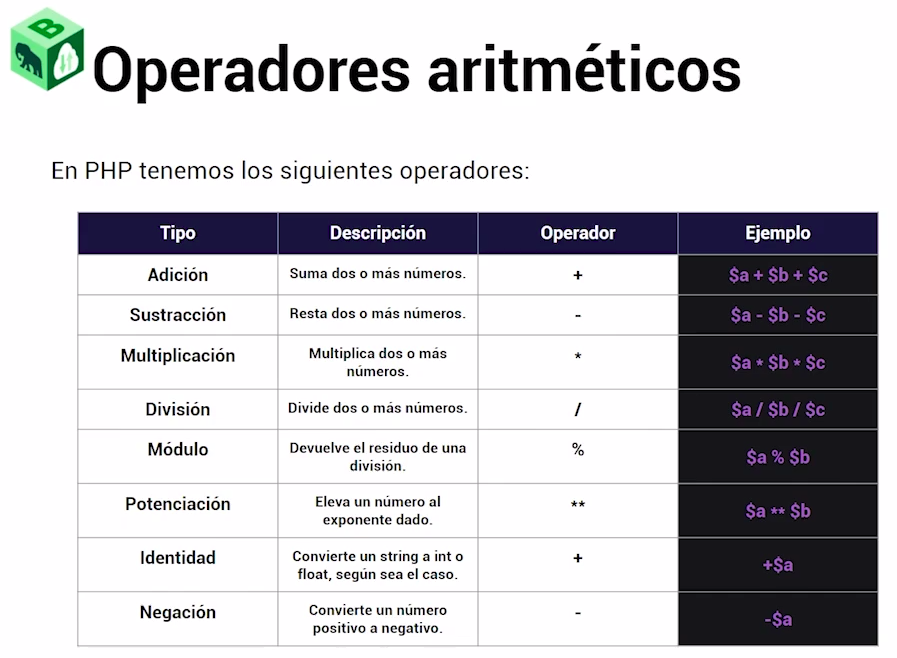 B
Operadores aritméticos
En PHP tenemos los siguientes operadores:
Tipo Descripción Operador Ejemplo
Adición Suma dos o más números. + $a + $b + $c
Sustracción Resta dos o más números. - $a - $b - $c
Multiplicación Multiplica dos o más
números. * $a * $b * $c
División Divide dos o más números. / $a / $b / $c
Módulo Devuelve el residuo de una
división. % $a % $b
Potenciación Eleva un número al
exponente dado. ** $a ** $b
Identidad Convierte un string a int o
float, según sea el caso. + +$a
Negación Convierte un número
positivo a negativo. - -$a